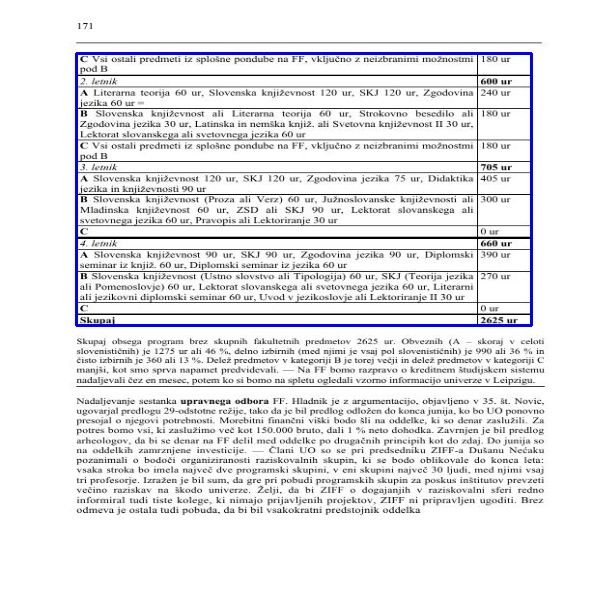 171
C Vsi ostali predmeti iz splošne pondube na FF, vključno z neizbranimi možnostmi pod B 180 ur
2. letnik 600 ur
A Literarna teorija 60 ur, Slovenska književnost 120 ur, SKJ 120 ur, Zgodovina jezika 60 ur = 240 ur
B Slovenska književnost ali Literarna teorija 60 ur, Strokovno besedilo ali Zgodovina jezika 30 ur, Latinska in nemška knjiž. ali Svetovna književnost II 30 ur, Lektorat slovanskega ali svetovnega jezika 60 ur 180 ur
C Vsi ostali predmeti iz splošne pondube na FF, vključno z neizbranimi možnostmi pod B 180 ur
3. letnik 705 ur
A Slovenska književnost 120 ur, SKJ 120 ur, Zgodovina jezika 75 ur, Didaktika jezika in književnosti 90 ur 405 ur
B Slovenska književnost (Proza ali Verz) 60 ur, Južnoslovanske književnosti ali Mladinska književnost 60 ur, ZSD ali SKJ 90 ur, Lektorat slovanskega ali svetovnega jezika 60 ur, Pravopis ali Lektoriranje 30 ur 300 ur
C 0 ur
4. letnik 660 ur
A Slovenska književnost 90 ur, SKJ 90 ur, Zgodovina jezika 90 ur, Diplomski seminar iz knjiž. 60 ur, Diplomski seminar iz jezika 60 ur 390 ur
B Slovenska književnost (Ustno slovstvo ali Tipologija) 60 ur, SKJ (Teorija jezika ali Pomenoslovje) 60 ur, Lektorat slovanskega ali svetovnega jezika 60 ur, Literarni ali jezikovni diplomski seminar 60 ur, Uvod v jezikoslovje ali Lektoriranje II 30 ur 270 ur
C 0 ur
Skupaj 2625 ur
Skupaj obsega program brez skupnih fakultetnih predmetov 2625 ur. Obveznih (A – skoraj v celoti
slovenističnih) je 1275 ur ali 46 %, delno izbirnih (med njimi je vsaj pol slovenističnih) je 990 ali 36 % in
čisto izbirnih je 360 ali 13 %. Delež predmetov v kategoriji B je torej večji in delež predmetov v kategoriji C
manjši, kot smo sprva napamet predvidevali. — Na FF bomo razpravo o kreditnem študijskem sistemu
nadaljevali čez en mesec, potem ko si bomo na spletu ogledali vzorno informacijo univerze v Leipzigu.
Nadaljevanje sestanka upravnega odbora FF. Hladnik je z argumentacijo, objavljeno v 35. št. Novic,
ugovarjal predlogu 29-odstotne režije, tako da je bil predlog odložen do konca junija, ko bo UO ponovno
presojal o njegovi potrebnosti. Morebitni finančni viški bodo šli na oddelke, ki so denar zaslužili. Za
potres bomo vsi, ki zaslužimo več kot 150.000 bruto, dali 1 % neto dohodka. Zavrnjen je bil predlog
arheologov, da bi se denar na FF delil med oddelke po drugačnih principih kot do zdaj. Do junija so
na oddelkih zamrznjene investicije. — Člani UO so se pri predsedniku ZIFF-a Dušanu Nećaku
pozanimali o bodoči organiziranosti raziskovalnih skupin, ki se bodo oblikovale do konca leta:
vsaka stroka bo imela največ dve programski skupini, v eni skupini največ 30 ljudi, med njimi vsaj
tri profesorje. Izražen je bil sum, da gre pri pobudi programskih skupin za poskus inštitutov prevzeti
večino raziskav na škodo univerze. Želji, da bi ZIFF o dogajanjih v raziskovalni sferi redno
informiral tudi tiste kolege, ki nimajo prijavljenih projektov, ZIFF ni pripravljen ugoditi. Brez
odmeva je ostala tudi pobuda, da bi bil vsakokratni predstojnik oddelka